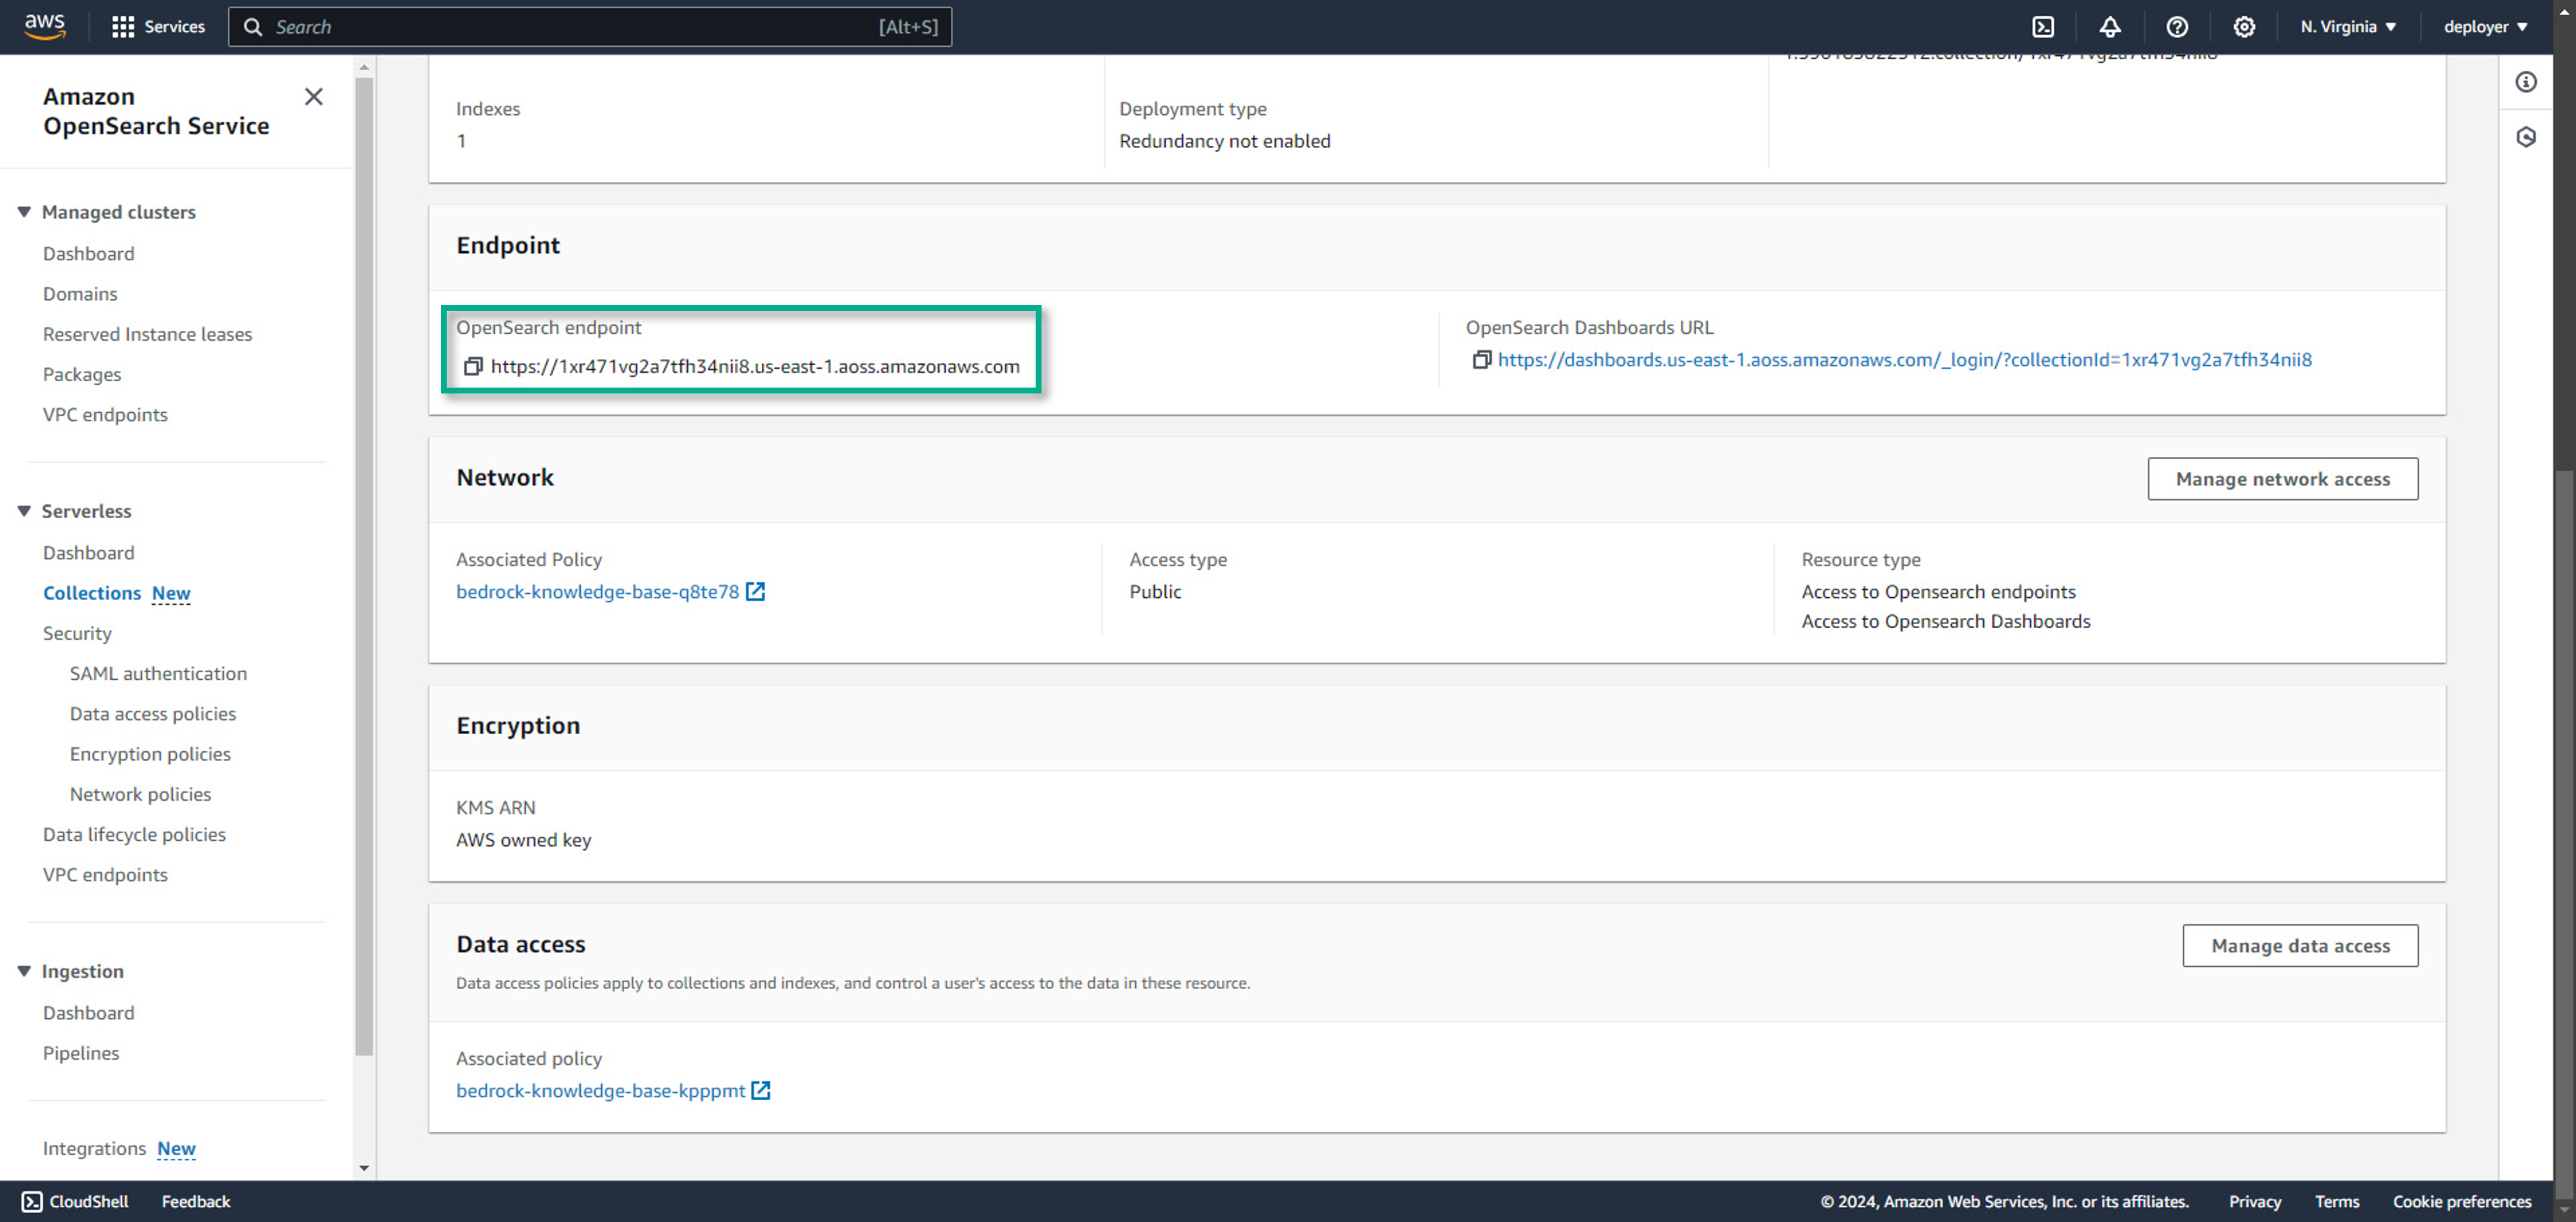 aws
Services
Search
[Alt+S]
N. Virginia
deployer
Amazon
OpenSearch Service
Managed clusters
Dashboard
Domains
Reserved Instance leases
Packages
VPC endpoints
Serverless
Dashboard
Collections New
Security
SAML authentication
Data access policies
Encryption policies
Network policies
Data lifecycle policies
VPC endpoints
Ingestion
Dashboard
Pipelines
Integrations New
Indexes
1
Deployment type
Redundancy not enabled
Endpoint
OpenSearch endpoint
https://1xr471vg2a7tfh34nii8.us-east-1.aoss.amazonaws.com
OpenSearch Dashboards URL
https://dashboards.us-east-1.aoss.amazonaws.com/_login/?collectionId=1xr471vg2a7tfh34nii8
Network
Manage network access
Associated Policy
bedrock-knowledge-base-q8te78
Access type
Public
Resource type
Access to Opensearch endpoints
Access to Opensearch Dashboards
Encryption
KMS ARN
AWS owned key
Data access
Manage data access
Data access policies apply to collections and indexes, and control a user's access to the data in these resource.
Associated policy
bedrock-knowledge-base-kpppmt
CloudShell
Feedback
© 2024, Amazon Web Services, Inc. or its affiliates.
Privacy
Terms
Cookie preferences